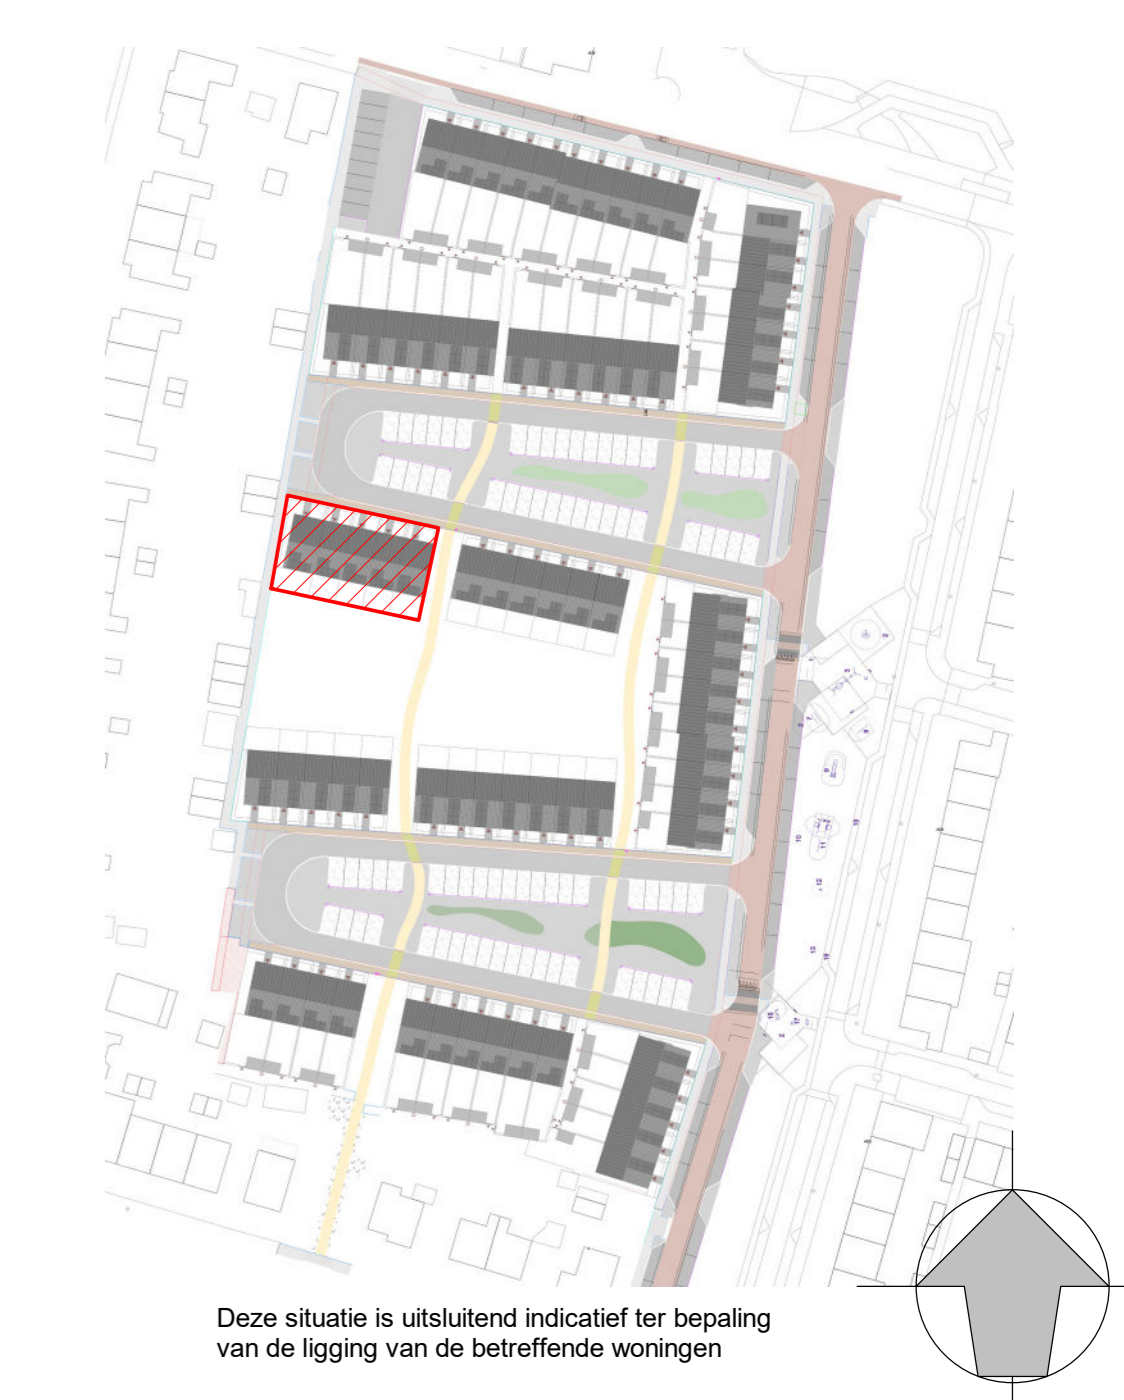 Deze situatie is uitsluitend indicatief ter bepaling
van de ligging van de betreffende woningen